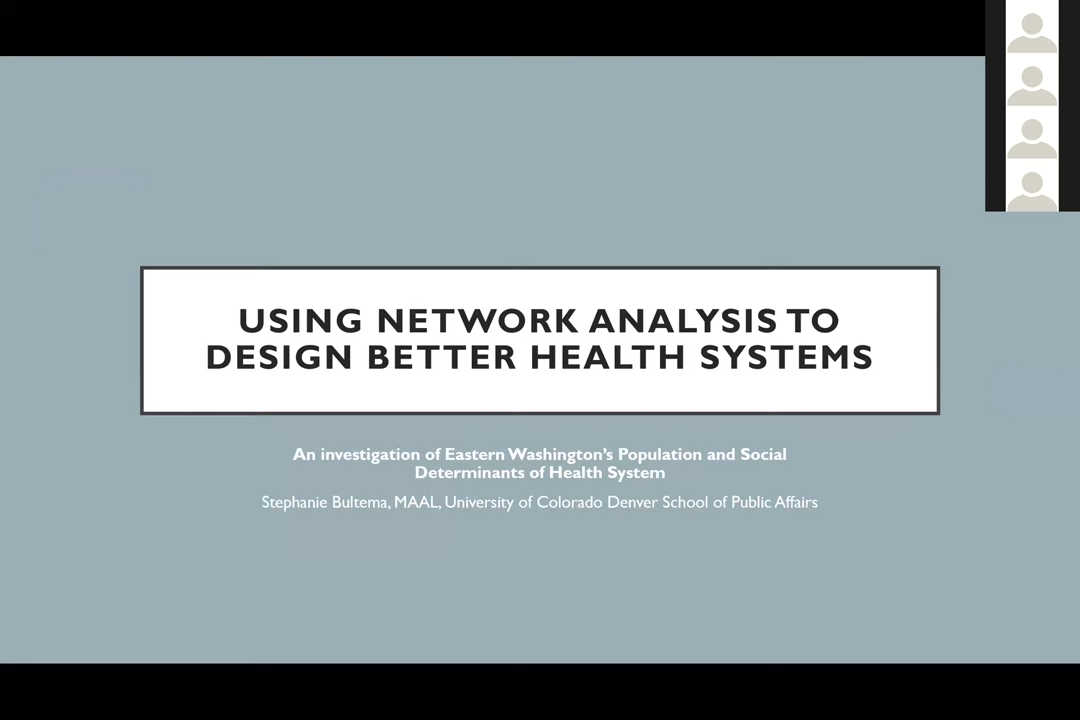 USING NETWORK ANALYSIS TO
DESIGN BETTER HEALTH SYSTEMS
An investigation of Eastern Washington's Population and Social
Determinants of Health System
Stephanie Bultema, MAAL, University of Colorado Denver School of Public Affairs